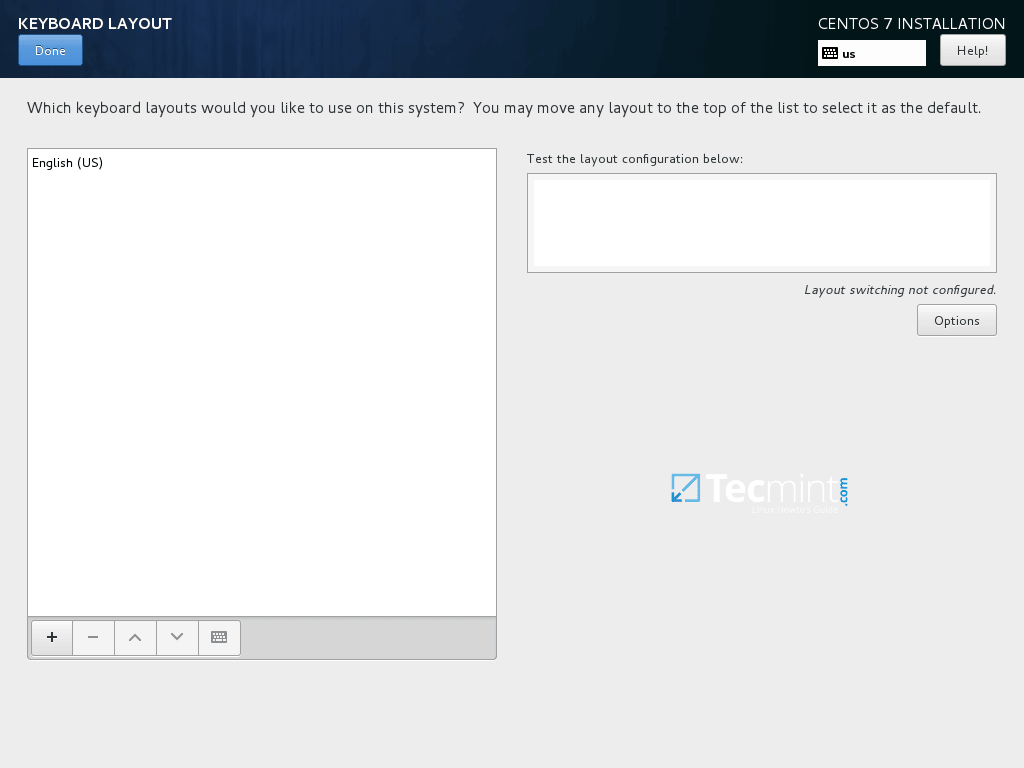 KEYBOARD LAYOUT
CENTOS 7 INSTALLATION
Done
us
Help!
Which keyboard layouts would you like to use on this system? You may move any layout to the top of the list to select it as the default.
English (US)
Test the layout configuration below:
Layout switching not configured.
Options
Tecmint.com
Linux Howtos Guide